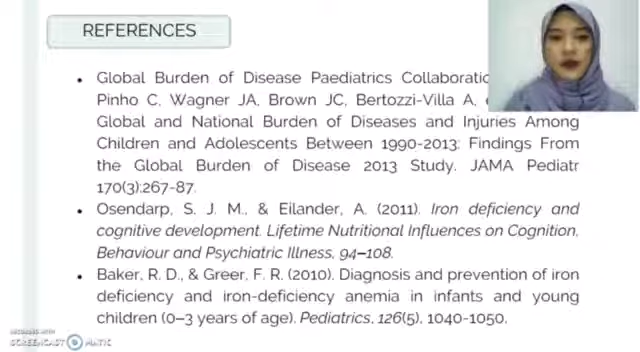 REFERENCES
• Global Burden of Disease Paediatrics Collaboratio
Pinho C, Wagner JA, Brown JC, Bertozzi-Villa A,
Global and National Burden of Diseases and Injuries Among
Children and Adolescents Between 1990-2013: Findings From
the Global Burden of Disease 2013 Study. JAMA Pediatr
170(3):267-87.
• Osendarp, S. J. M., & Eilander, A. (2011). Iron deficiency and
cognitive development. Lifetime Nutritional Influences on Cognition,
Behaviour and Psychiatric Illness, 94–108.
• Baker, R. D., & Greer, F. R. (2010). Diagnosis and prevention of iron
deficiency and iron-deficiency anemia in infants and young
children (0–3 years of age). Pediatrics, 126(5), 1040-1050.
RECORDED WITH
SCREENCAST MATIC